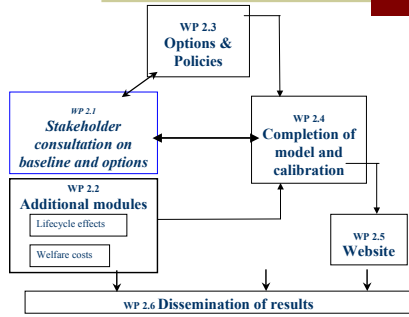 WP 2.3
Options &
Policies
WP 2.1
Stakeholder
consultation on
baseline and options
WP 2.4
Completion of
model and
calibration
WP 2.2
Additional modules
Lifecycle effects
Welfare costs
WP 2.5
Website
WP 2.6 Dissemination of results